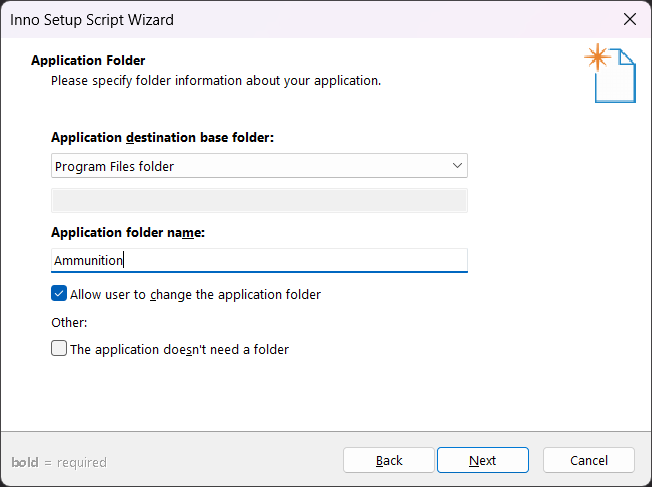 Inno Setup Script Wizard
Application Folder
Please specify folder information about your application.
Application destination base folder:
Program Files folder
Application folder name:
Ammunition
Allow user to change the application folder
Other:
The application doesn't need a folder
bold = required
Back
Next
Cancel